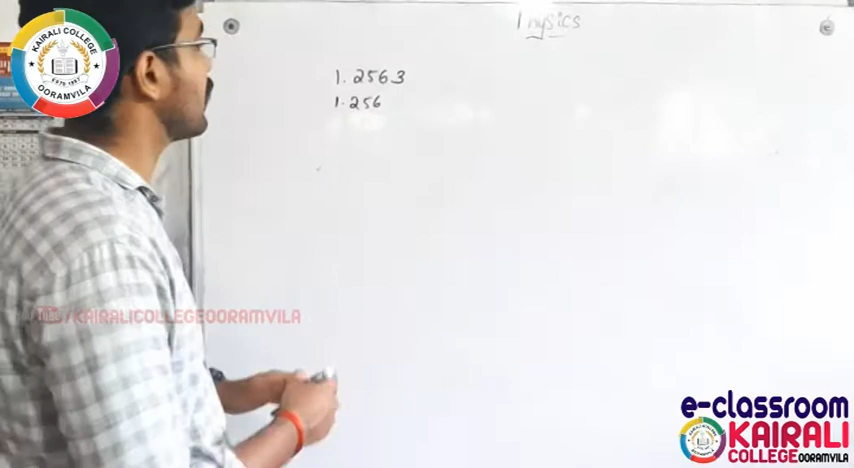 Physics
1.2563
1.256
KAIRALI COLLEGE
ESTD-1987
OORAMVILA
/KAIRALICOLLEGEOORAMVILA
e-classroom
KAIRALI
COLLEGE OORAMVILA